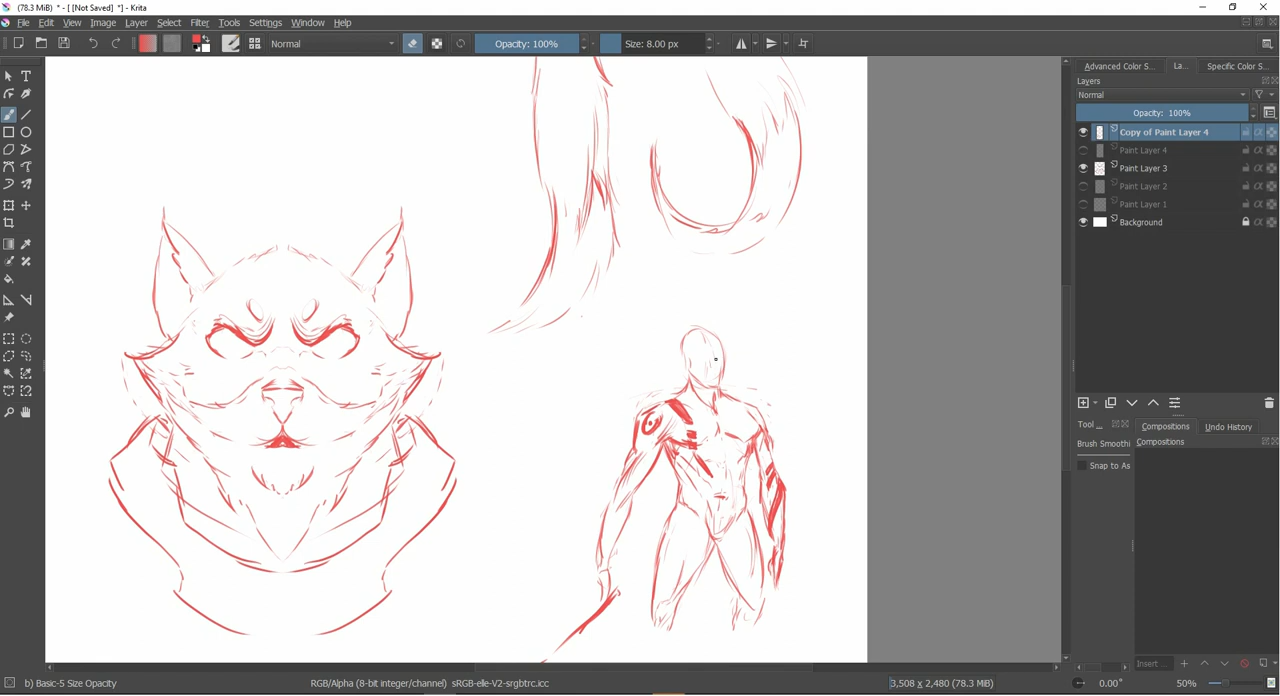 (78.3 MiB) * - [ [Not Saved] *] - Krita
File Edit View Image Layer Select Filter Tools Settings Window Help
Normal Opacity: 100% Size: 8.00 px
Advanced Color S... La... Specific Color S...
Layers
Normal
Opacity: 100%
Copy of Paint Layer 4
Paint Layer 4
Paint Layer 3
Paint Layer 2
Paint Layer 1
Background
Tool ... Compositions Undo History
Brush Smoothi Compositions
Snap to As
Insert ...
b) Basic-5 Size Opacity RGB/Alpha (8-bit integer/channel) sRGB-elle-V2-srgbtrc.icc 3,508 x 2,480 (78.3 MiB) 0.00° 50%